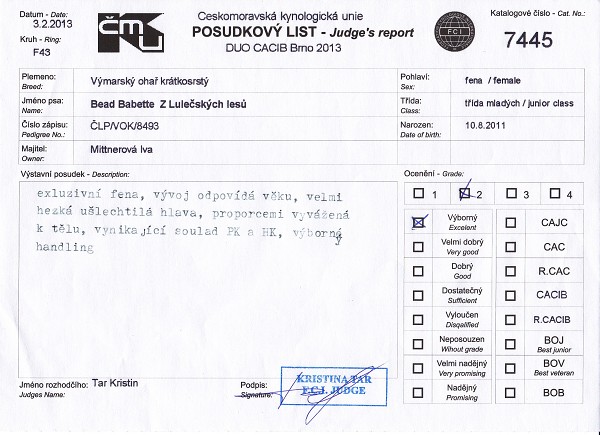 Datum - Date:
3.2.2013
Kruh - Ring:
F43
ČMKU
Českomoravská kynologická unie
POSUDKOVÝ LIST - Judge's report
DUO CACIB Brno 2013
FCI
Katalogové číslo - Cat. No.:
7445
Plemeno:
Breed:
Výmarský ohař krátkosrstý
Pohlaví:
Sex:
fena / female
Jméno psa:
Name:
Bead Babette Z Lulečských lesů
Třída:
Class
třída mladých / junior class
Číslo zápisu:
Pedigree No.:
ČLP/VOK/8493
Narozen:
Date of birth:
10.8.2011
Majitel:
Owner:
Mittnerová Iva
Výstavní posudek - Description:
exluzivní fena, vývoj odpovídá věku, velmi
hezká ušlechtilá hlava, proporcemi vyvážená
k tělu, vynikající soulad PK a HK, výborný
handling
Ocenění - Grade:
1 2 3 4
Výborný
Excelent
CAJC
Velmi dobrý
Very good
CAC
Dobrý
Good
R.CAC
Dostatečný
Sufficient
CACIB
Vyloučen
Disqalified
R.CACIB
Neposouzen
Wihout grade
BOJ
Best junior
Velmi nadějný
Very promising
BOV
Best veteran
Nadějný
Promising
BOB
Jméno rozhodčího:
Judges Name:
Tar Kristin
Podpis:
Signature:
KRISTINA TAR
F.C.I. JUDGE